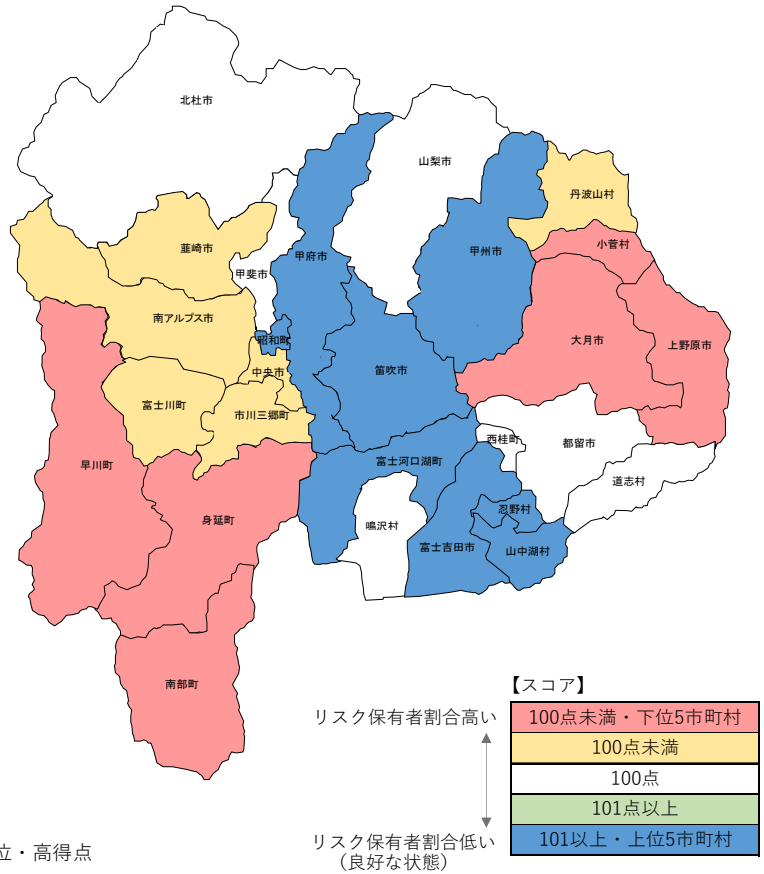 北杜市
山梨市
丹波山村
韮崎市
甲府市
甲州市
小菅村
甲斐市
南アルプス市
昭和町
大月市
上野原市
中央市
笛吹市
富士川町
市川三郷町
西桂町
都留市
早川町
富士河口湖町
道志村
身延町
鳴沢村
忍野村
富士吉田市
山中湖村
南部町
【スコア】
リスク保有者割合高い
100点未満・下位5市町村
100点未満
100点
101点以上
101以上・上位5市町村
リスク保有者割合低い
（良好な状態）
位・高得点